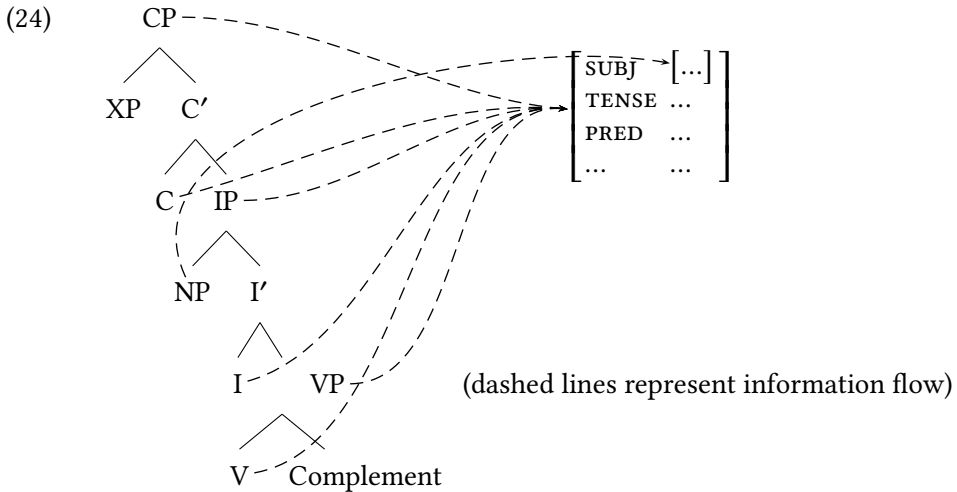 (24) CP
SUBJ […]
XP C′ TENSE …
PRED …
… …
C IP
NP I′
I VP (dashed lines represent information flow)
V Complement